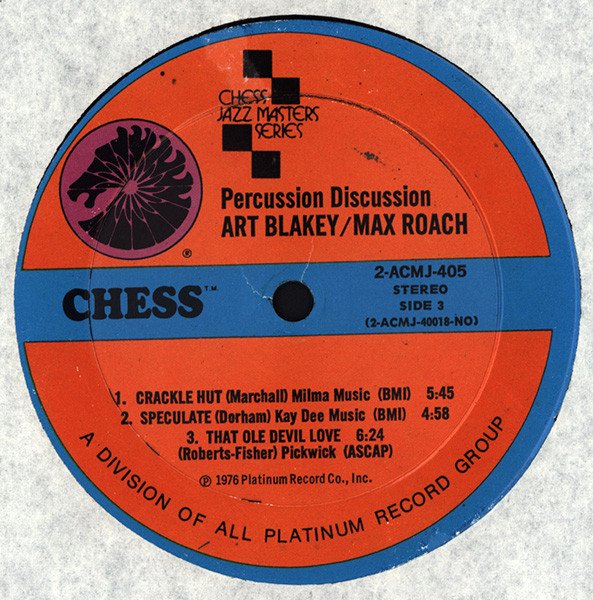 CHESS
JAZZ MASTERS
SERIES
Percussion Discussion
ART BLAKEY/MAX ROACH
®
CHESS T.M.
2-ACMJ-405
STEREO
SIDE 3
(2-ACMJ-40018-NO)
1. CRACKLE HUT (Marchall) Milma Music (BMI) 5:45
2. SPECULATE (Dorham) Kay Dee Music (BMI) 4:58
3. THAT OLE DEVIL LOVE 6:24
(Roberts-Fisher) Pickwick (ASCAP)
℗ 1976 Platinum Record Co., Inc.
A DIVISION OF ALL PLATINUM RECORD GROUP